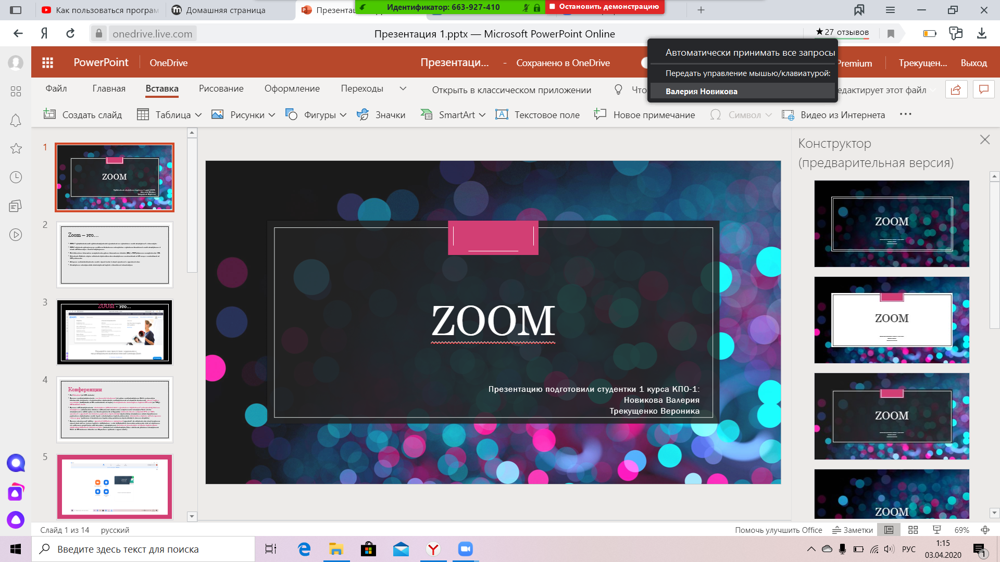 Как пользоваться програм
Домашняя страница
Презентац
Идентификатор: 663-927-410
Остановить демонстрацию
onedrive.live.com
Презентация 1.pptx — Microsoft PowerPoint Online
★27 отзывов
Автоматически принимать все запросы
Передать управление мышью/клавиатурой:
Валерия Новикова
PowerPoint
OneDrive
Презентаци... - Сохранено в OneDrive
Premium
Трекущен...
Выход
Файл
Главная
Вставка
Рисование
Оформление
Переходы
Открыть в классическом приложении
Что
едактирует этот файл
Создать слайд
Таблица
Рисунки
Фигуры
Значки
SmartArt
Текстовое поле
Новое примечание
Символ
Видео из Интернета
1
ZOOM
2
Zoom – это...
3
ZOOM - это...
4
Конференции
5
ZOOM
Презентацию подготовили студентки 1 курса КПО-1:
Новикова Валерия
Трекущенко Вероника
Конструктор
(предварительная версия)
ZOOM
ZOOM
ZOOM
ZOOM
Слайд 1 из 14
русский
Помочь улучшить Office
Заметки
69%
Введите здесь текст для поиска
РУС
1:15
03.04.2020
1